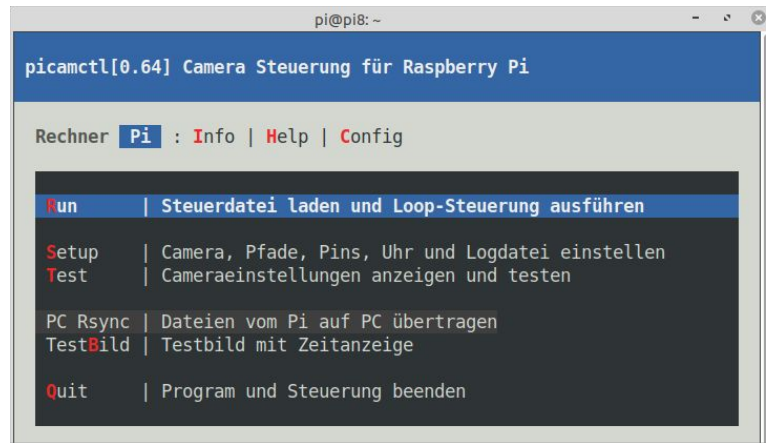 pi@pi8: ~
picamctl[0.64] Camera Steuerung für Raspberry Pi
Rechner Pi : Info | Help | Config
Run | Steuerdatei laden und Loop-Steuerung ausführen
Setup | Camera, Pfade, Pins, Uhr und Logdatei einstellen
Test | Cameraeinstellungen anzeigen und testen
PC Rsync | Dateien vom Pi auf PC übertragen
TestBild | Testbild mit Zeitanzeige
Quit | Program und Steuerung beenden